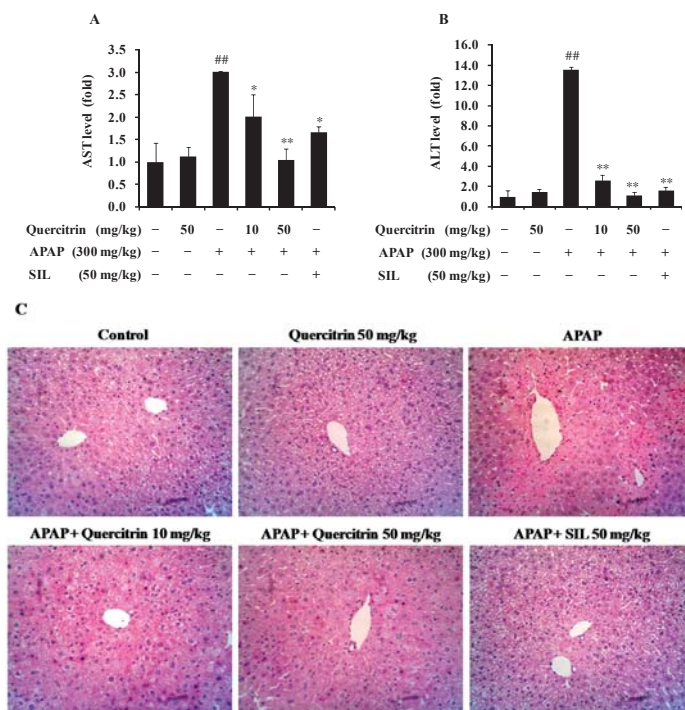 A
AST level (fold)
3.5
3.0
2.5
2.0
1.5
1.0
0.5
0.0
##
*
**
*
Quercitrin (mg/kg) − 50 − 10 50 −
APAP (300 mg/kg) − − + + + +
SIL (50 mg/kg) − − − − − +
B
ALT level (fold)
16.0
14.0
12.0
10.0
8.0
6.0
4.0
2.0
0.0
##
**
**
**
Quercitrin (mg/kg) − 50 − 10 50 −
APAP (300 mg/kg) − − + + + +
SIL (50 mg/kg) − − − − − +
C
Control Quercitrin 50 mg/kg APAP
APAP+ Quercitrin 10 mg/kg APAP+ Quercitrin 50 mg/kg APAP+ SIL 50 mg/kg